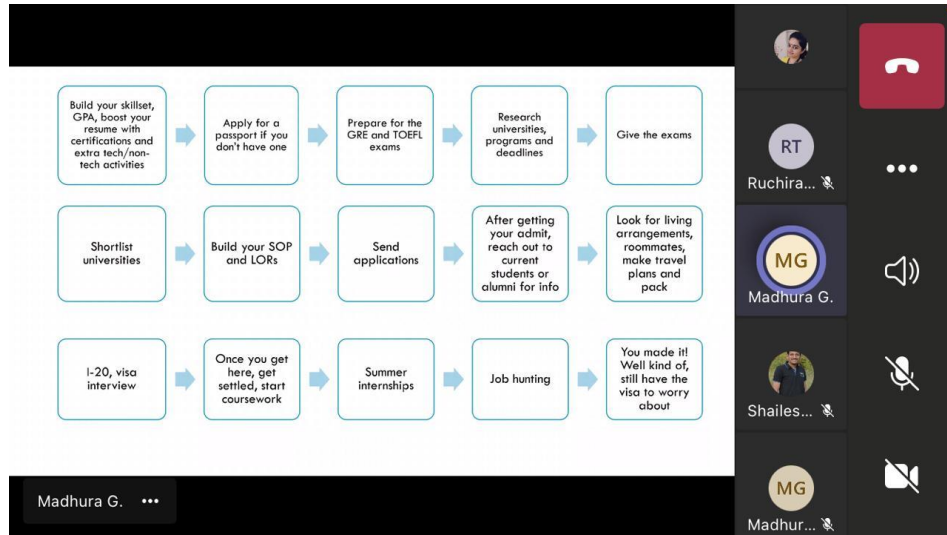 Build your skillset,
GPA, boost your
resume with
certifications and
extra tech/non-
tech activities
Apply for a
passport if you
don't have one
Prepare for the
GRE and TOEFL
exams
Research
universities,
programs and
deadlines
Give the exams
Shortlist
universities
Build your SOP
and LORs
Send
applications
After getting
your admit,
reach out to
current
students or
alumni for info
Look for living
arrangements,
roommates,
make travel
plans and
pack
I-20, visa
interview
Once you get
here, get
settled, start
coursework
Summer
internships
Job hunting
You made it!
Well kind of,
still have the
visa to worry
about
Madhura G.
RT
Ruchira...
MG
Madhura G.
Shailes...
MG
Madhur...